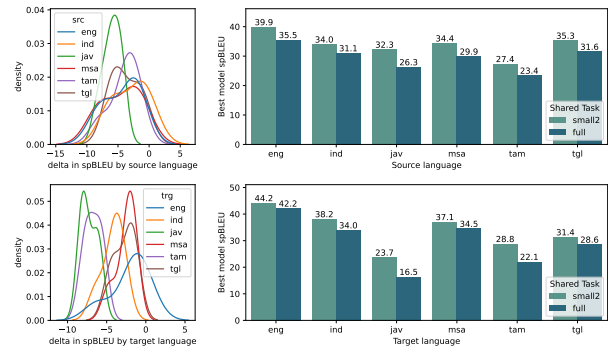 0.04
0.03
0.02
0.01
0.00
density
−15
−10
−5
0
5
delta in spBLEU by source language
src
eng
ind
jav
msa
tam
tgl
40
30
20
10
0
Best model spBLEU
39.9
35.5
34.0
31.1
32.3
26.3
34.4
29.9
27.4
23.4
35.3
31.6
Shared Task
small2
full
eng
ind
jav
msa
tam
tgl
Source language
0.05
0.04
0.03
0.02
0.01
0.00
density
−10
−5
0
5
delta in spBLEU by target language
trg
eng
ind
jav
msa
tam
tgl
50
40
30
20
10
0
Best model spBLEU
44.2
42.2
38.2
34.0
23.7
16.5
37.1
34.5
28.8
22.1
31.4
28.6
Shared Task
small2
full
eng
ind
jav
msa
tam
tgl
Target language